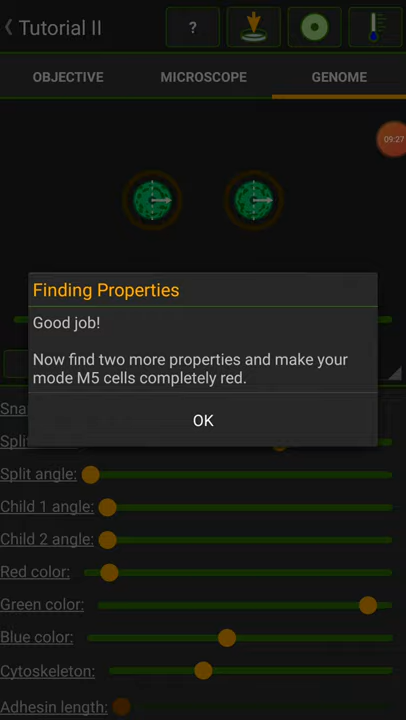 Tutorial II
?
OBJECTIVE MICROSCOPE GENOME
09:27
Finding Properties
Good job!
Now find two more properties and make your
mode M5 cells completely red.
OK
Split angle:
Child 1 angle:
Child 2 angle:
Red color:
Green color:
Blue color:
Cytoskeleton:
Adhesin length: